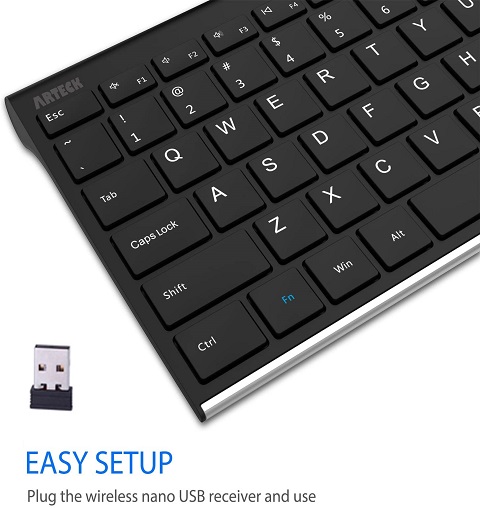 ARTECK
Esc F1 F2 F3 F4
~ ` ! 1 @ 2 # 3 $ 4 % 5 6
Tab Q W E R T Y U
Caps Lock A S D F G H
Shift Z X C V
Ctrl Fn Win Alt
EASY SETUP
Plug the wireless nano USB receiver and use